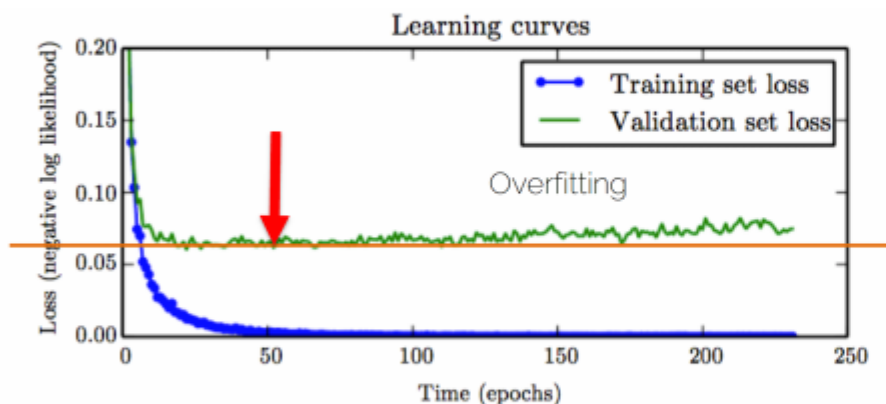 Learning curves
0.20
0.15
0.10
0.05
0.00
Loss (negative log likelihood)
Training set loss
Validation set loss
Overfitting
0
50
100
150
200
250
Time (epochs)